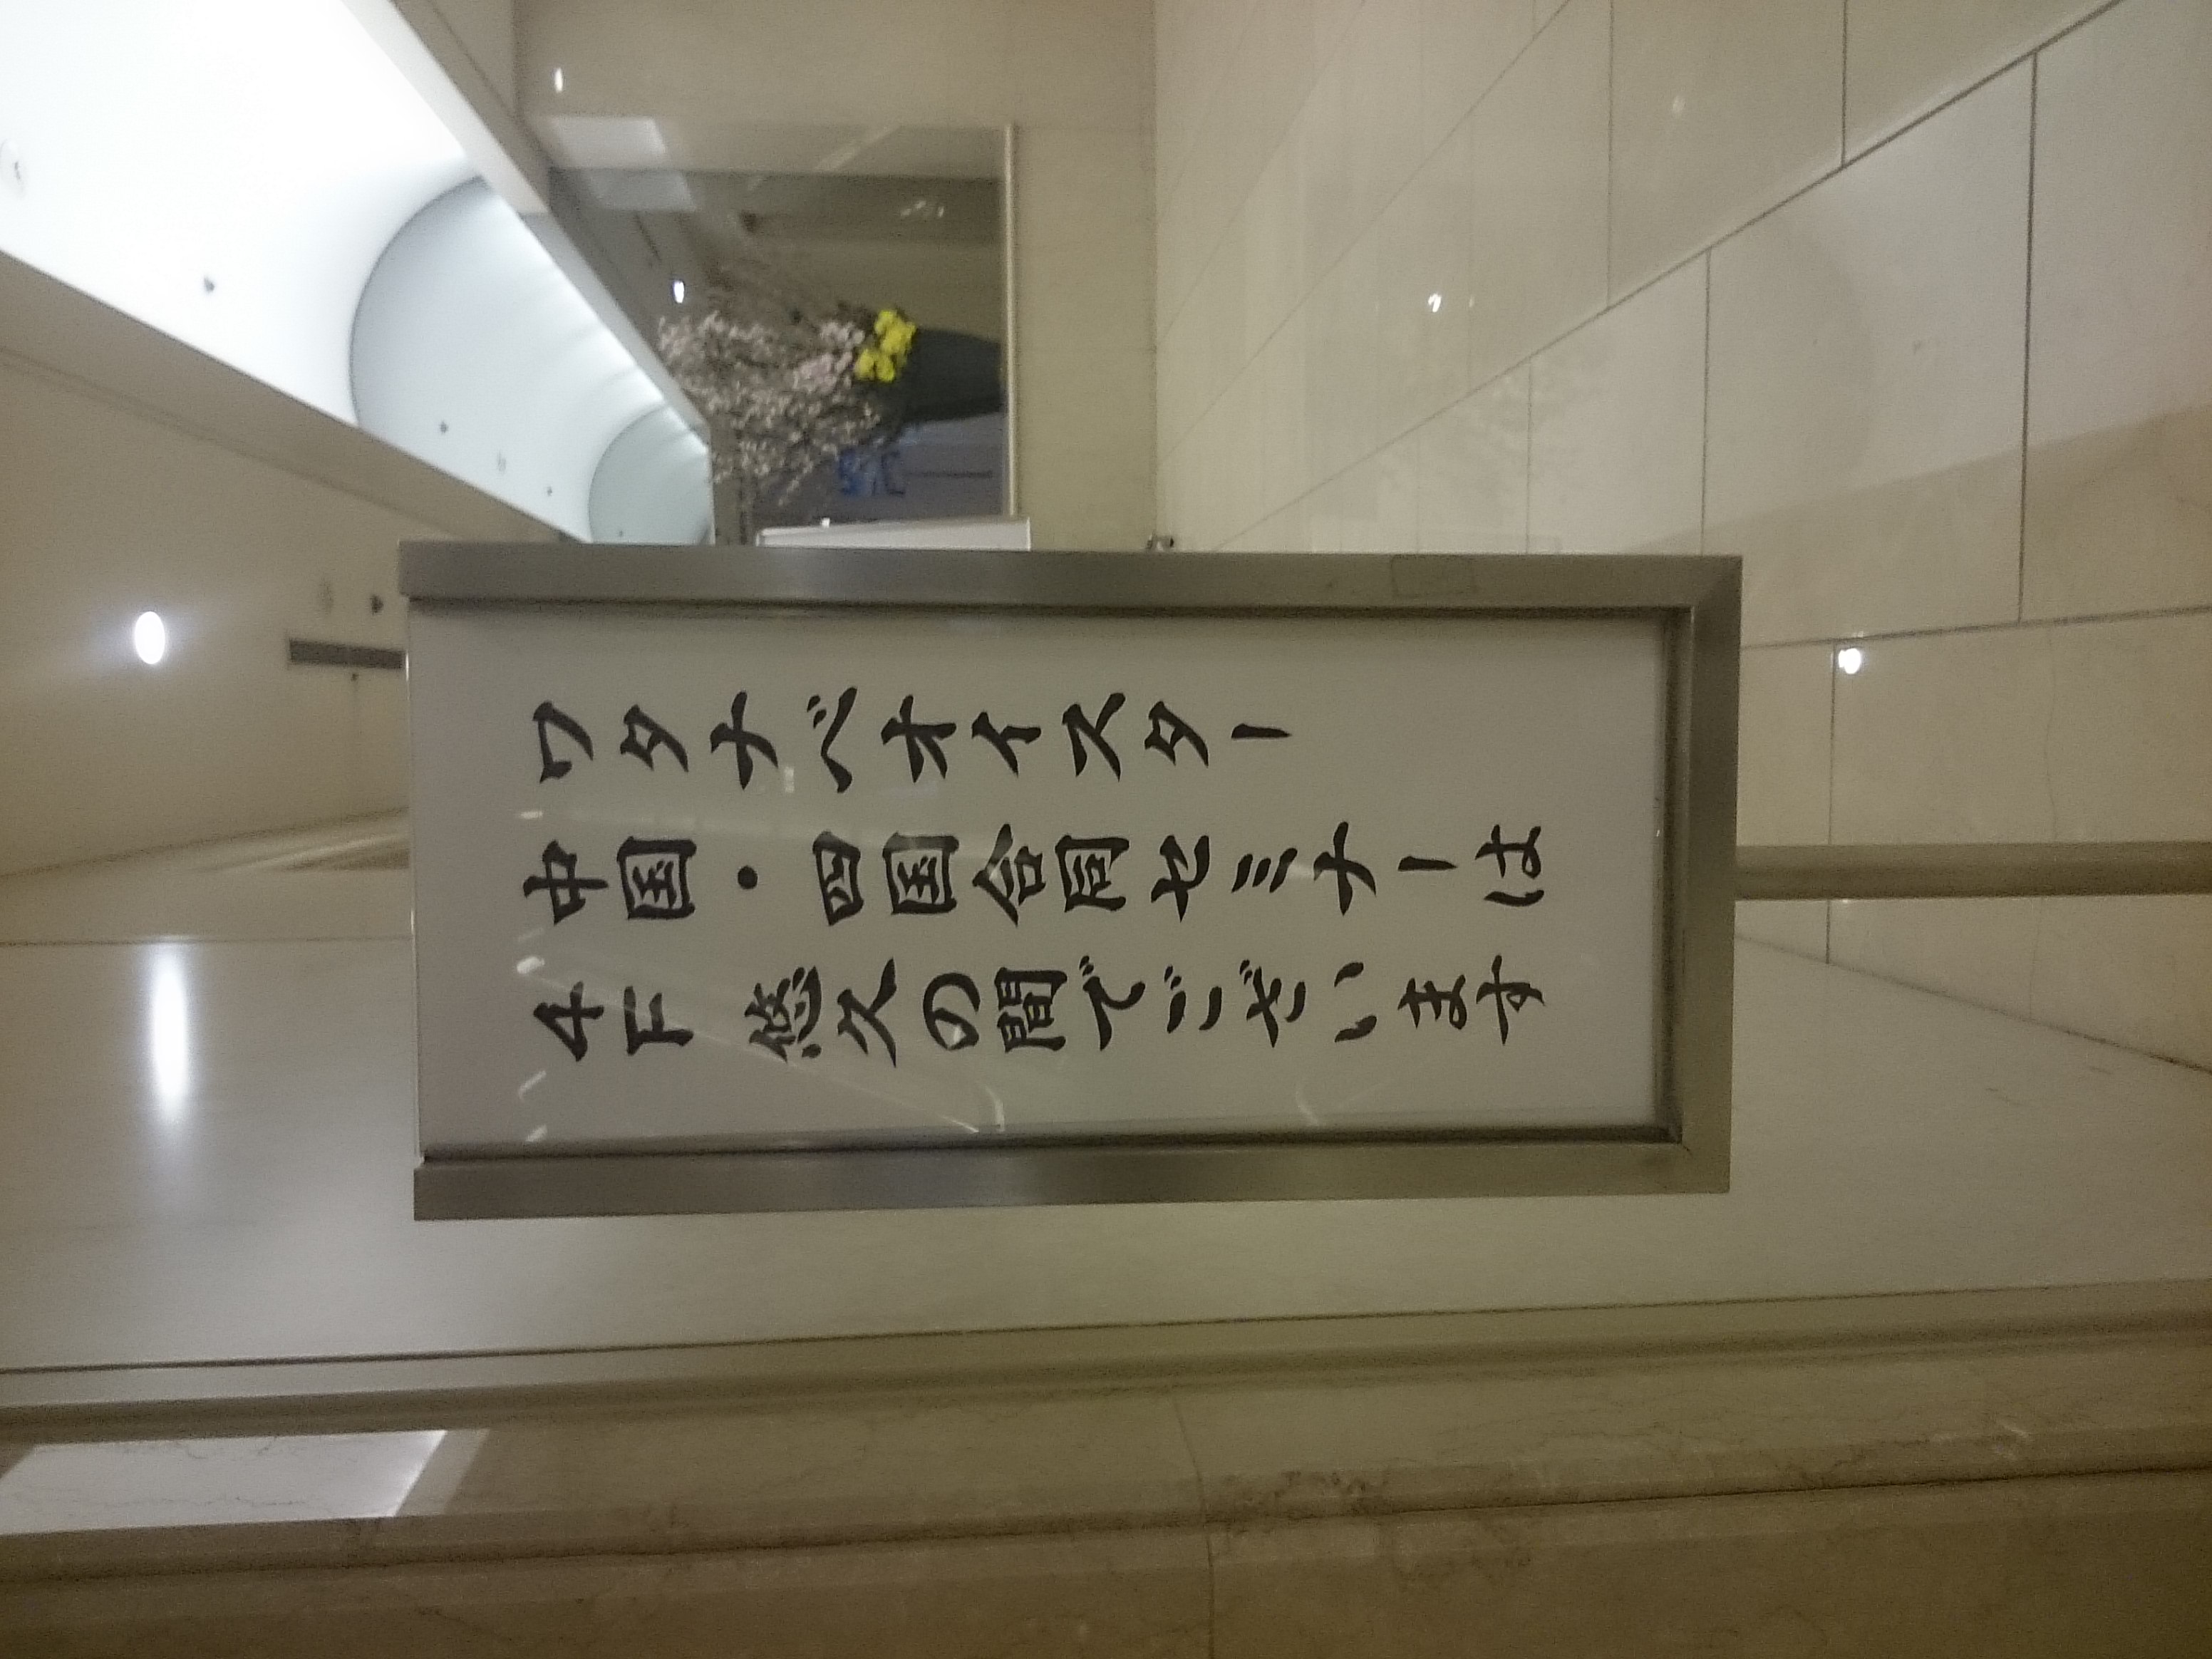 ワタナベオイスター
中国・四国合同セミナーは
4F 悠久の間でございます